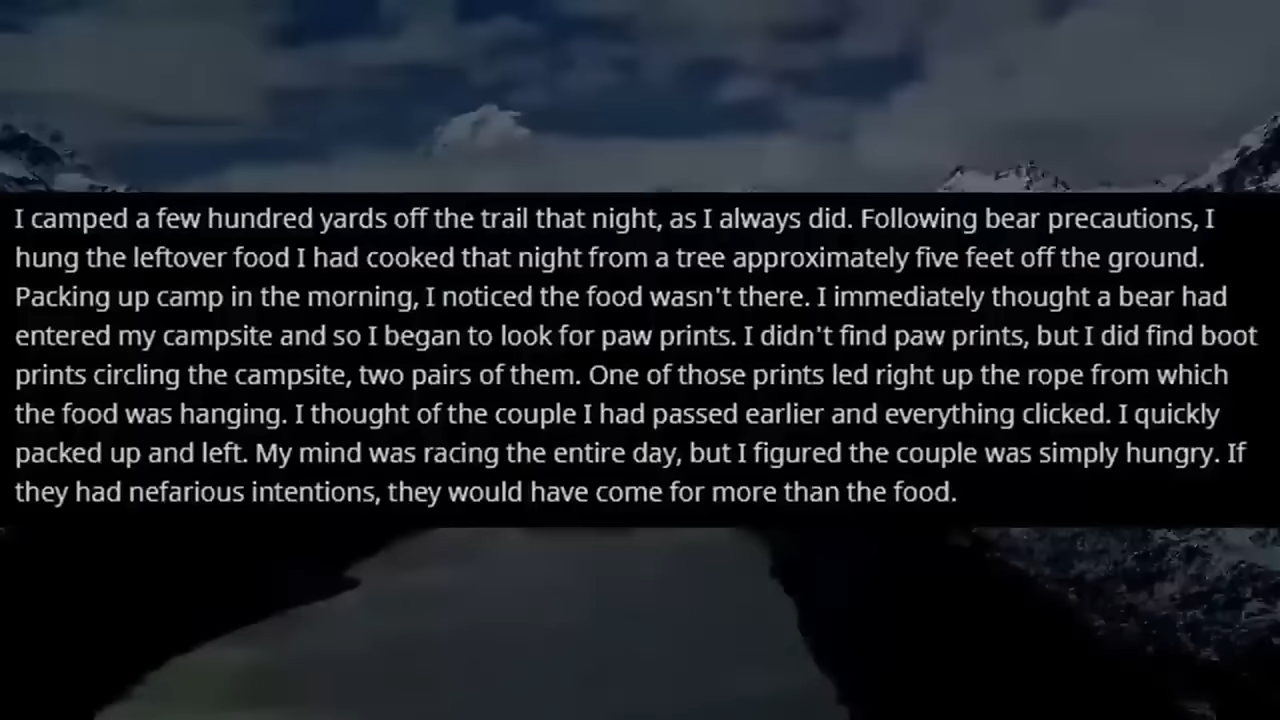 I camped a few hundred yards off the trail that night, as I always did. Following bear precautions, I
hung the leftover food I had cooked that night from a tree approximately five feet off the ground.
Packing up camp in the morning, I noticed the food wasn't there. I immediately thought a bear had
entered my campsite and so I began to look for paw prints. I didn't find paw prints, but I did find boot
prints circling the campsite, two pairs of them. One of those prints led right up the rope from which
the food was hanging. I thought of the couple I had passed earlier and everything clicked. I quickly
packed up and left. My mind was racing the entire day, but I figured the couple was simply hungry. If
they had nefarious intentions, they would have come for more than the food.